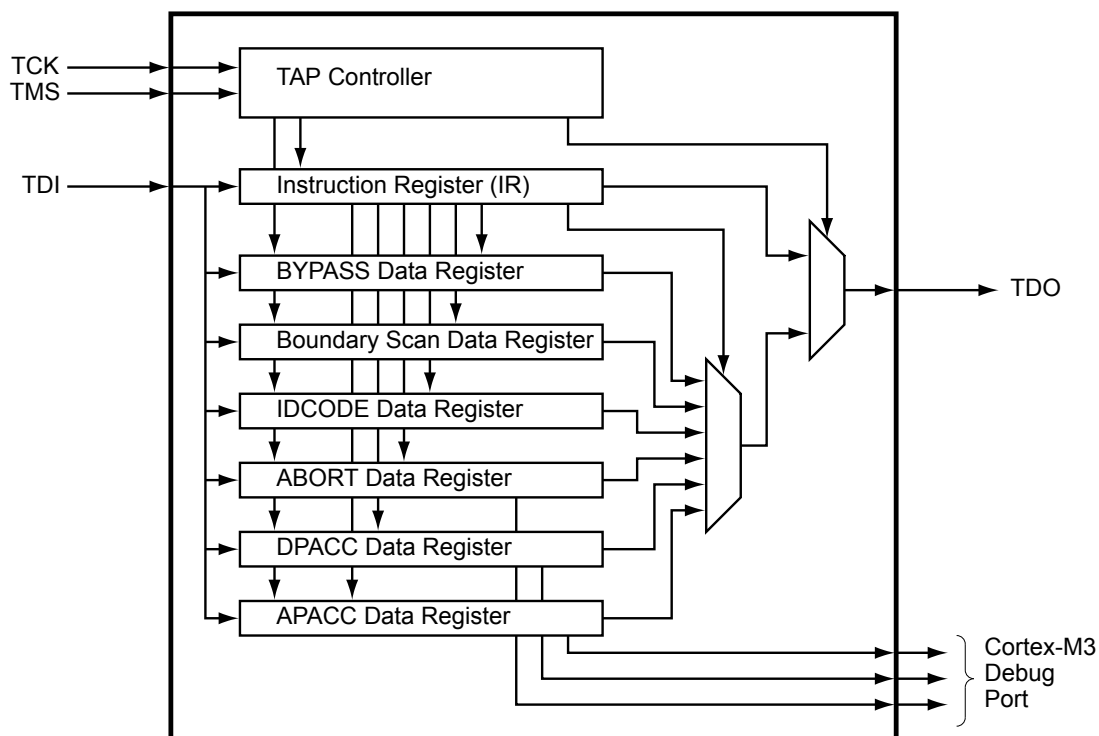 TCK
TMS
TAP Controller
TDI
Instruction Register (IR)
BYPASS Data Register
Boundary Scan Data Register
IDCODE Data Register
ABORT Data Register
DPACC Data Register
APACC Data Register
TDO
Cortex-M3
Debug
Port